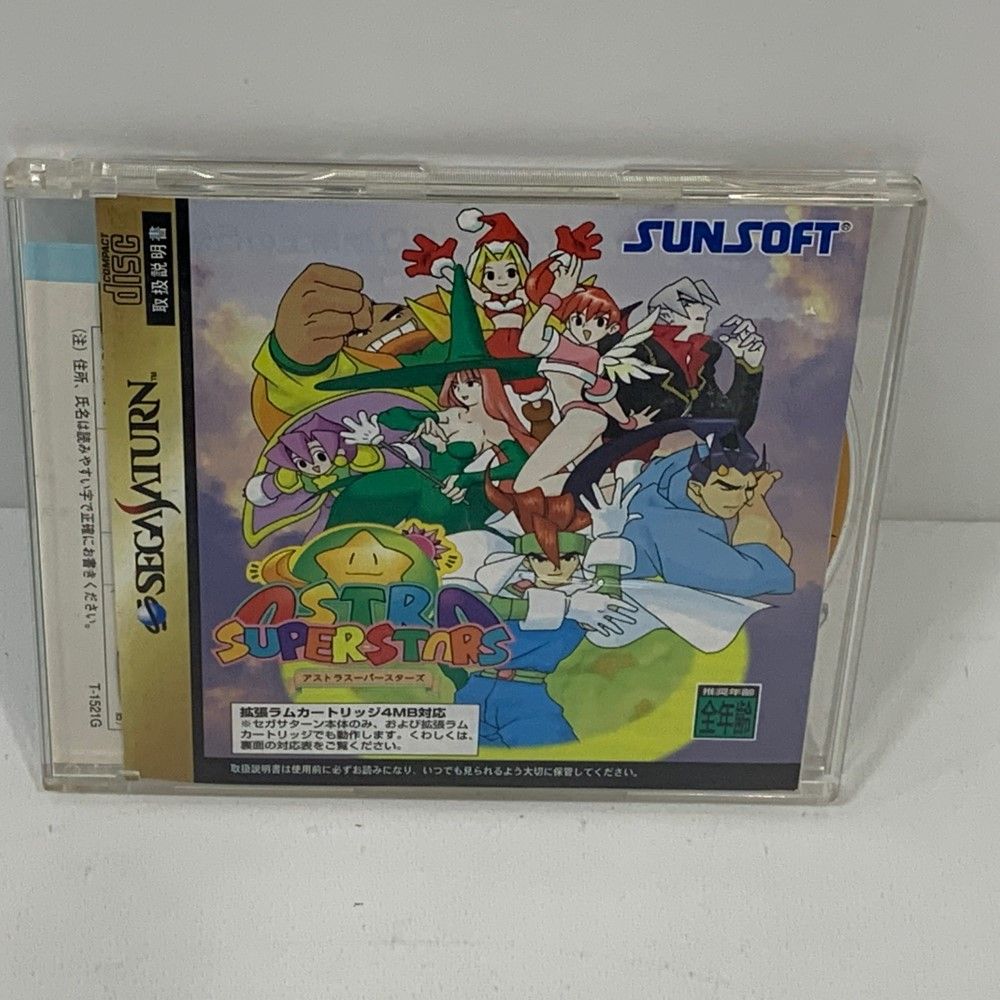 COMPACT
DISC
取扱説明書
SEGA SATURN™
(注) 住所、氏名は読みやすい字で正確にお書きください。
T-1521G
SUNSOFT®
ASTRA
SUPERSTARS
アストラスーパースターズ
拡張ラムカートリッジ4MB対応
※セガサターン本体のみ、および拡張ラム
カートリッジでも動作します。くわしくは、
裏面の対応表をご覧ください。
推奨年齢
全年齢
取扱説明書は使用前に必ずお読みになり、いつでも見られるよう大切に保管してください。